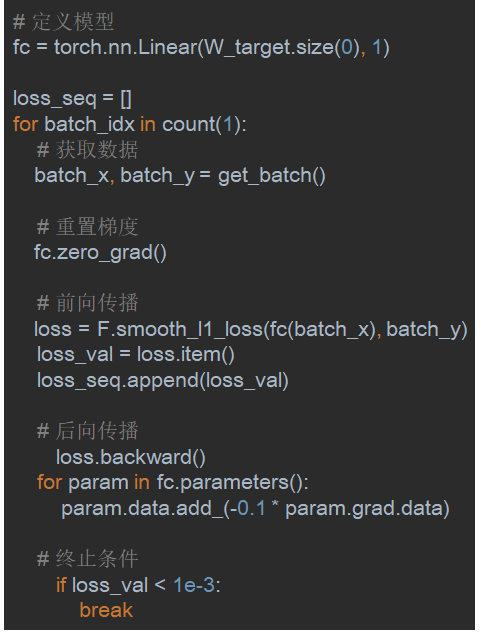 # 定义模型
fc = torch.nn.Linear(W_target.size(0), 1)
loss_seq = []
for batch_idx in count(1):
# 获取数据
batch_x, batch_y = get_batch()
# 重置梯度
fc.zero_grad()
# 前向传播
loss = F.smooth_l1_loss(fc(batch_x), batch_y)
loss_val = loss.item()
loss_seq.append(loss_val)
# 后向传播
loss.backward()
for param in fc.parameters():
param.data.add_(-0.1 * param.grad.data)
# 终止条件
if loss_val < 1e-3:
break